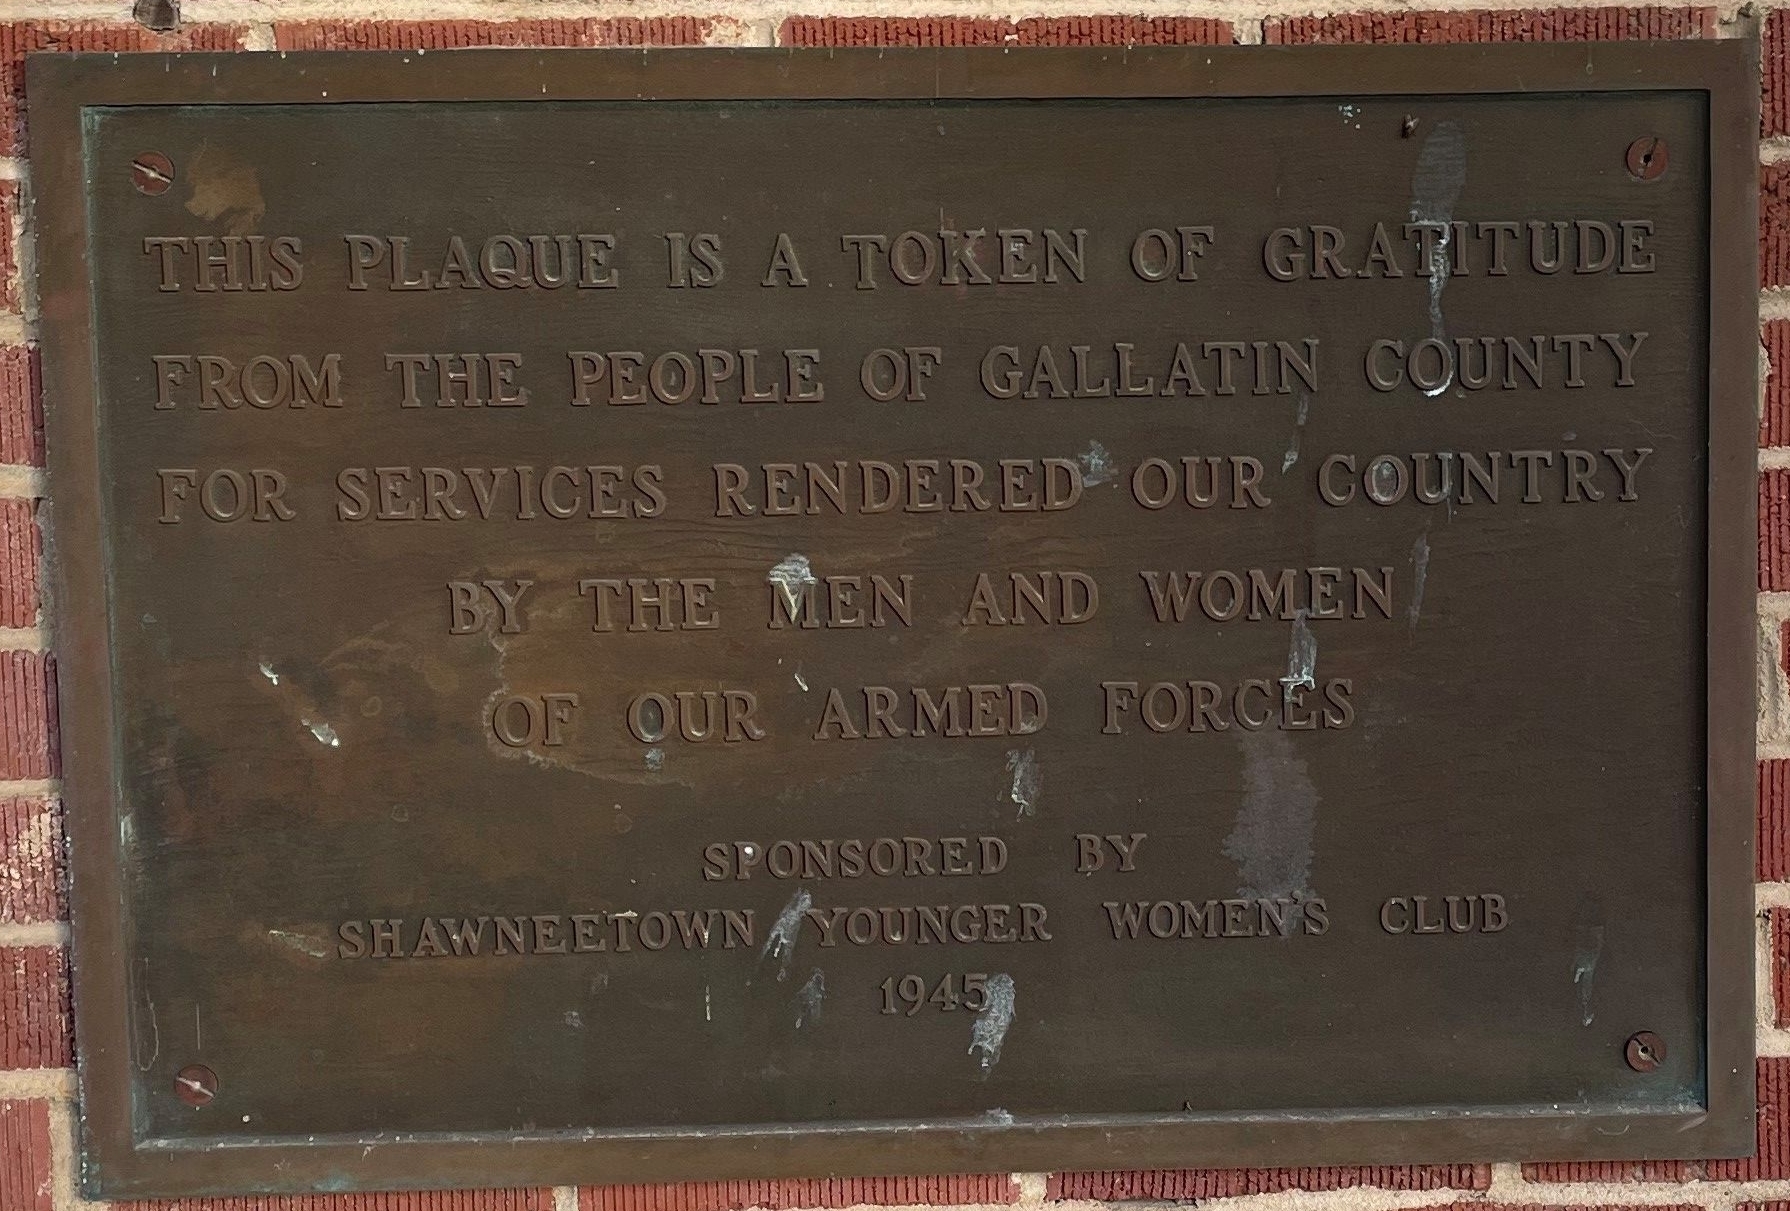 THIS PLAQUE IS A TOKEN OF GRATITUDE
FROM THE PEOPLE OF GALLATIN COUNTY
FOR SERVICES RENDERED OUR COUNTRY
BY THE MEN AND WOMEN
OF OUR ARMED FORCES
SPONSORED BY
SHAWNEETOWN YOUNGER WOMEN'S CLUB
1945